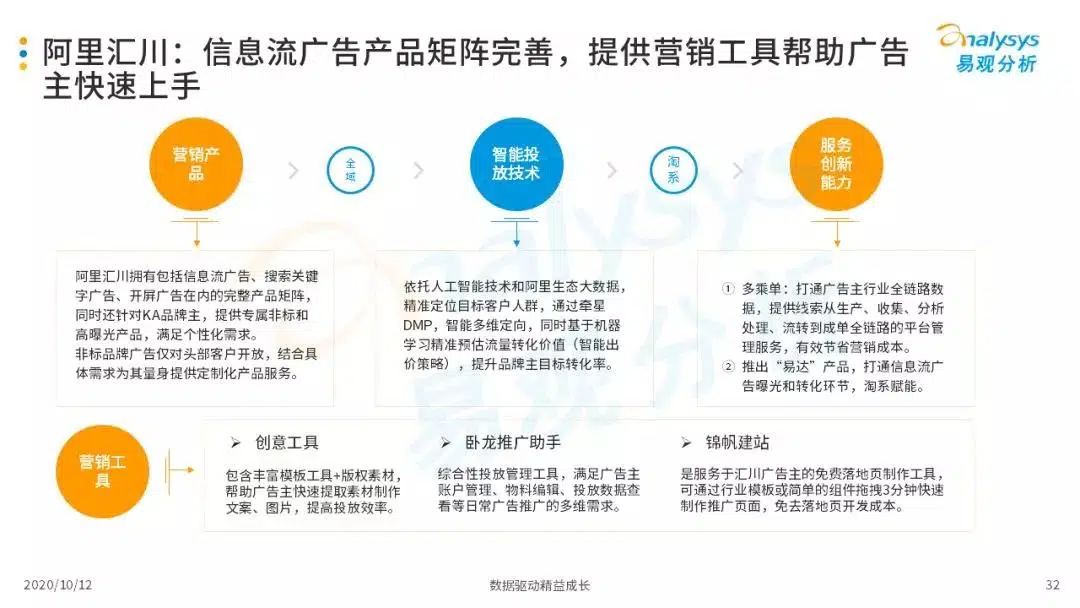 阿里汇川：信息流广告产品矩阵完善，提供营销工具帮助广告
主快速上手
analysys
易观分析
营销产
品
全
域
智能投
放技术
淘
系
服务
创新
能力
阿里汇川拥有包括信息流广告、搜索关键
字广告、开屏广告在内的完整产品矩阵，
同时还针对KA品牌主，提供专属非标和
高曝光产品，满足个性化需求。
非标品牌广告仅对头部客户开放，结合具
体需求为其量身提供定制化产品服务。
依托人工智能技术和阿里生态大数据，
精准定位目标客户人群，通过牵星
DMP，智能多维定向，同时基于机器
学习精准预估流量转化价值（智能出
价策略），提升品牌主目标转化率。
① 多乘单：打通广告主行业全链路数
据，提供线索从生产、收集、分析
处理、流转到成单全链路的平台管
理服务，有效节省营销成本。
② 推出“易达”产品，打通信息流广
告曝光和转化环节，淘系赋能。
营销工
具
➢ 创意工具
包含丰富模板工具+版权素材，
帮助广告主快速提取素材制作
文案、图片，提高投放效率。
➢ 卧龙推广助手
综合性投放管理工具，满足广告主
账户管理、物料编辑、投放数据查
看等日常广告推广的多维需求。
➢ 锦帆建站
是服务于汇川广告主的免费落地页制作工具，
可通过行业模板或简单的组件拖拽3分钟快速
制作推广页面，免去落地页开发成本。
analysys
易观分析
2020/10/12
数据驱动精益成长
32